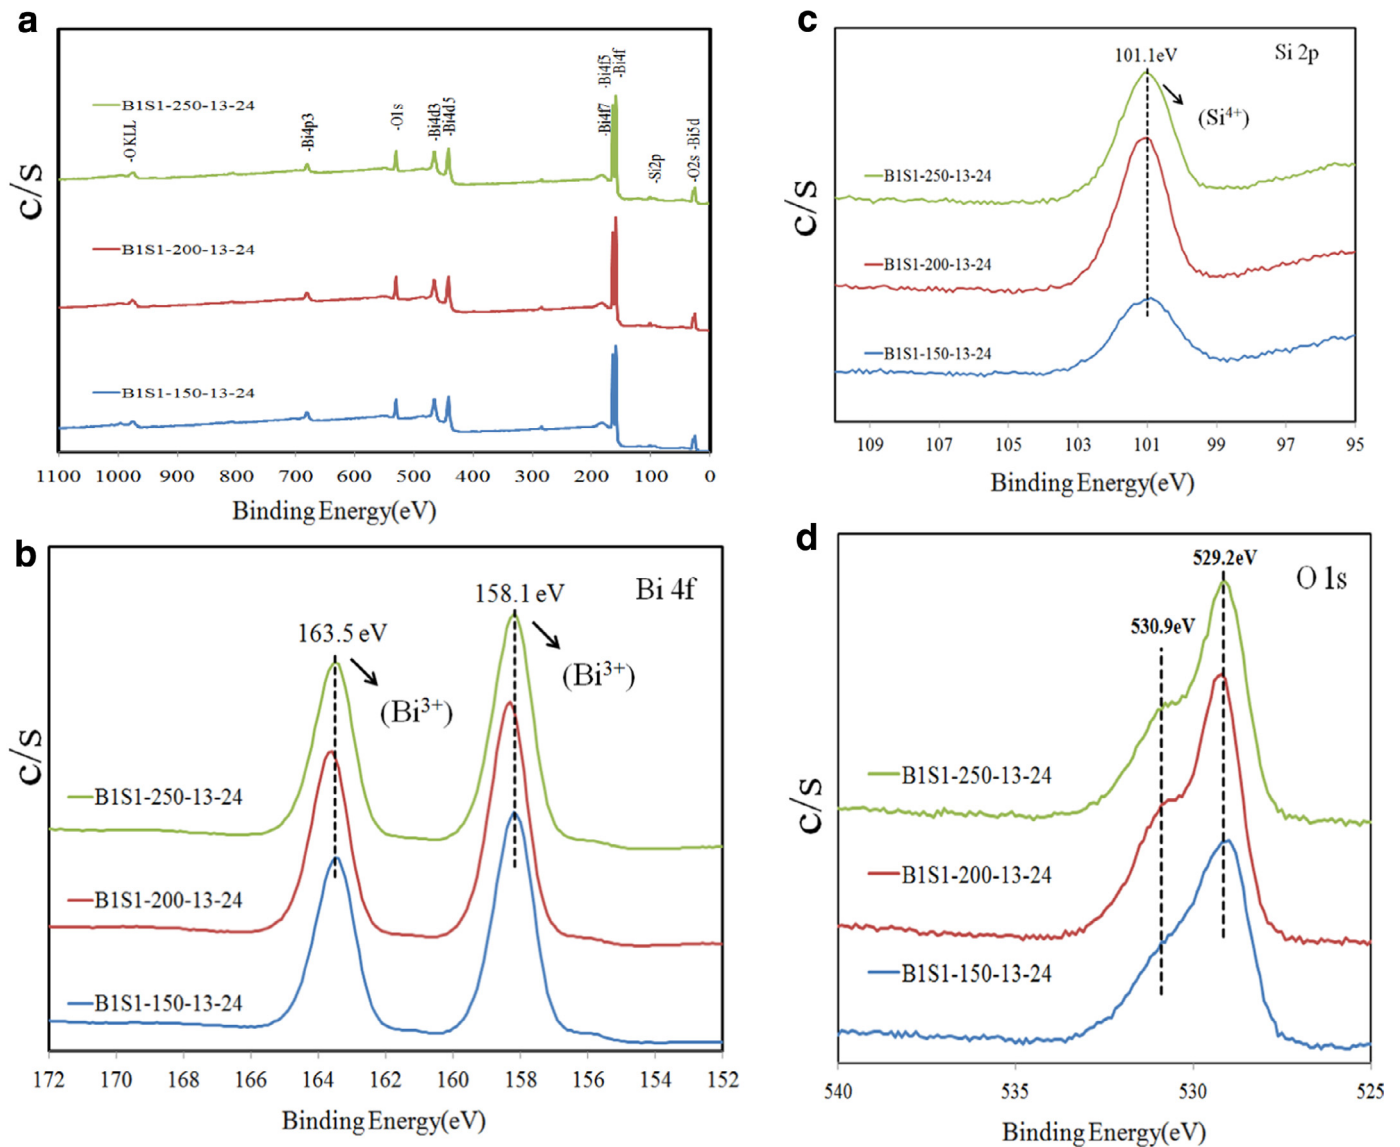 a
c/s
B1S1-250-13-24
B1S1-200-13-24
B1S1-150-13-24
-OKLL
-Bi4p3
-O1s
-Bi4d3
-Bi4d5
-Bi4f7
-Bi4f5
-Bi4f
-Si2p
-O2s
-Bi5d
1100 1000 900 800 700 600 500 400 300 200 100 0
Binding Energy(eV)
b
c/s
Bi 4f
163.5 eV
158.1 eV
(Bi³⁺)
(Bi³⁺)
B1S1-250-13-24
B1S1-200-13-24
B1S1-150-13-24
172 170 168 166 164 162 160 158 156 154 152
Binding Energy(eV)
c
c/s
Si 2p
101.1eV
(Si⁴⁺)
B1S1-250-13-24
B1S1-200-13-24
B1S1-150-13-24
109 107 105 103 101 99 97 95
Binding Energy(eV)
d
c/s
O 1s
529.2eV
530.9eV
B1S1-250-13-24
B1S1-200-13-24
B1S1-150-13-24
540 535 530 525
Binding Energy(eV)